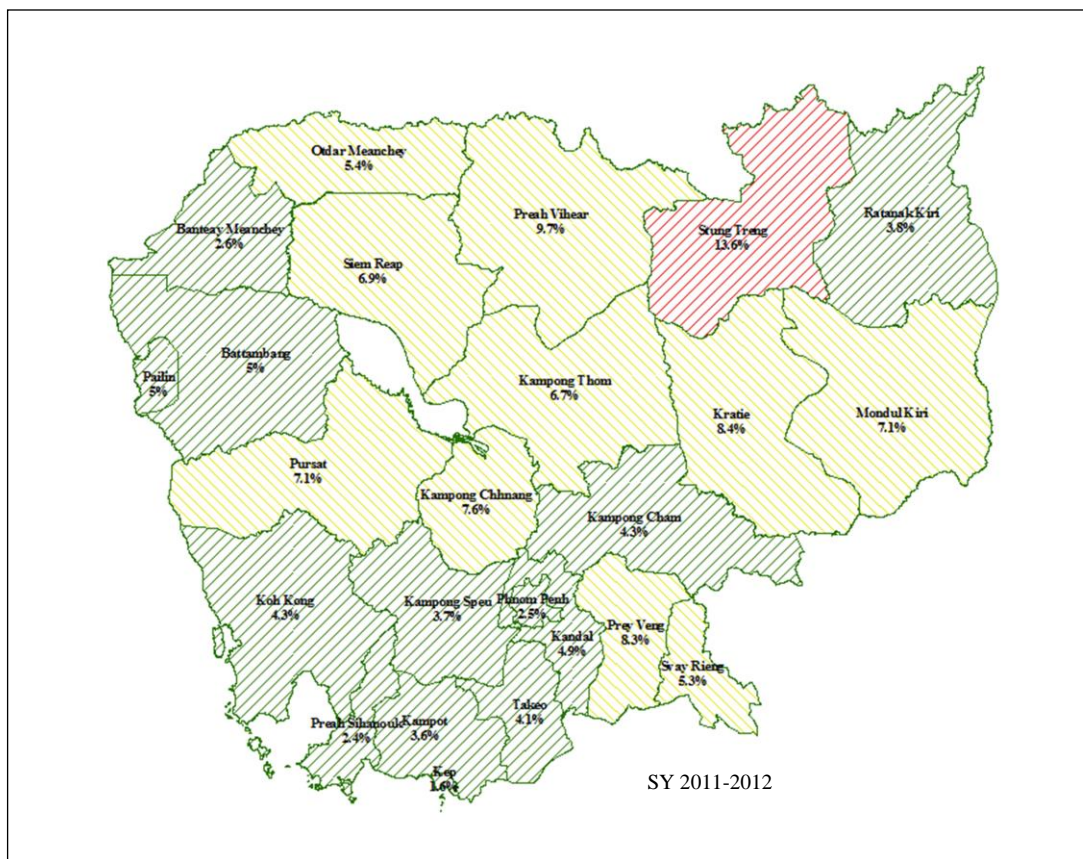 Otdar Meanchey
5.4%
Preah Vihear
9.7%
Stung Treng
13.6%
Ratanak Kiri
3.8%
Banteay Meanchey
2.6%
Siem Reap
6.9%
Battambang
5%
Pailin
5%
Kampong Thom
6.7%
Kratie
8.4%
Mondul Kiri
7.1%
Pursat
7.1%
Kampong Chhnang
7.6%
Kampong Cham
4.3%
Koh Kong
4.3%
Kampong Speu
3.7%
Phnom Penh
2.5%
Kandal
4.9%
Prey Veng
8.3%
Svay Rieng
5.3%
Takeo
4.1%
Preah Sihanouk
2.4%
Kampot
3.6%
Kep
1.6%
SY 2011-2012